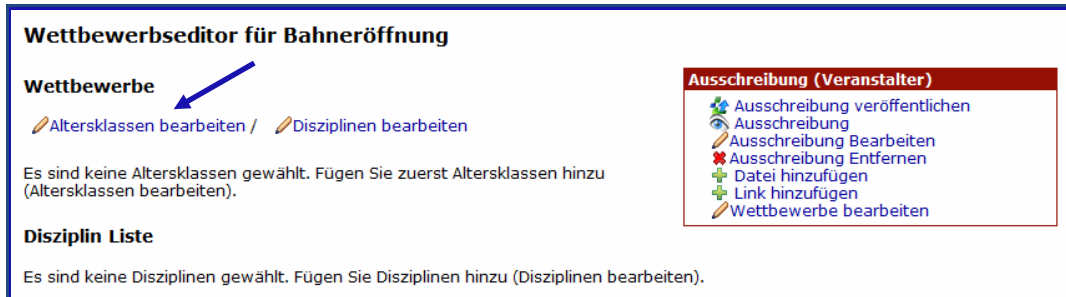 Wettbewerbseditor für Bahneröffnung
Wettbewerbe
Altersklassen bearbeiten / Disziplinen bearbeiten
Es sind keine Altersklassen gewählt. Fügen Sie zuerst Altersklassen hinzu
(Altersklassen bearbeiten).
Disziplin Liste
Es sind keine Disziplinen gewählt. Fügen Sie Disziplinen hinzu (Disziplinen bearbeiten).
Ausschreibung (Veranstalter)
Ausschreibung veröffentlichen
Ausschreibung
Ausschreibung Bearbeiten
Ausschreibung Entfernen
Datei hinzufügen
Link hinzufügen
Wettbewerbe bearbeiten